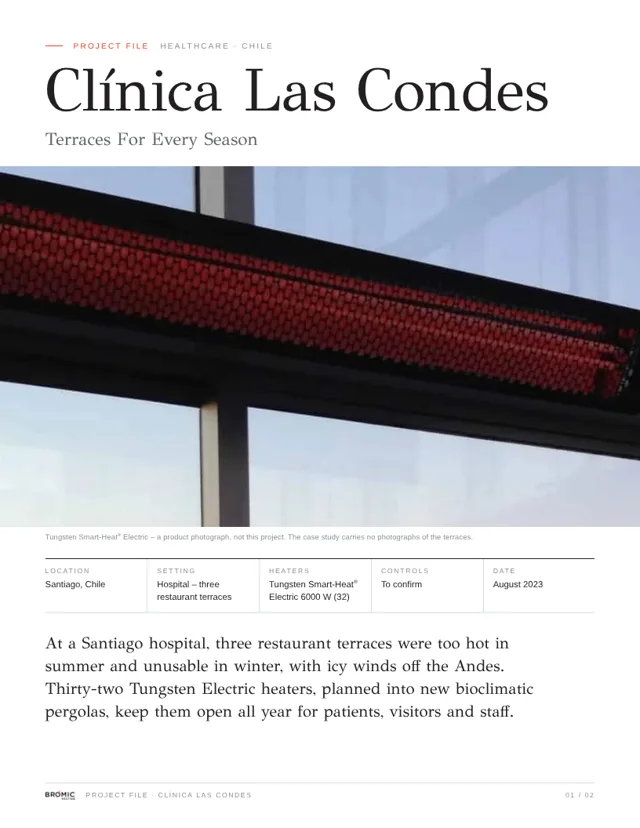 PROJECT FILE HEALTHCARE · CHILE
Clínica Las Condes
Terraces For Every Season
Tungsten Smart-Heat® Electric – a product photograph, not this project. The case study carries no photographs of the terraces.
LOCATION
Santiago, Chile
SETTING
Hospital – three
restaurant terraces
HEATERS
Tungsten Smart-Heat®
Electric 6000 W (32)
CONTROLS
To confirm
DATE
August 2023
At a Santiago hospital, three restaurant terraces were too hot in
summer and unusable in winter, with icy winds off the Andes.
Thirty-two Tungsten Electric heaters, planned into new bioclimatic
pergolas, keep them open all year for patients, visitors and staff.
BROMIC
HEATING
PROJECT FILE · CLÍNICA LAS CONDES
01 / 02